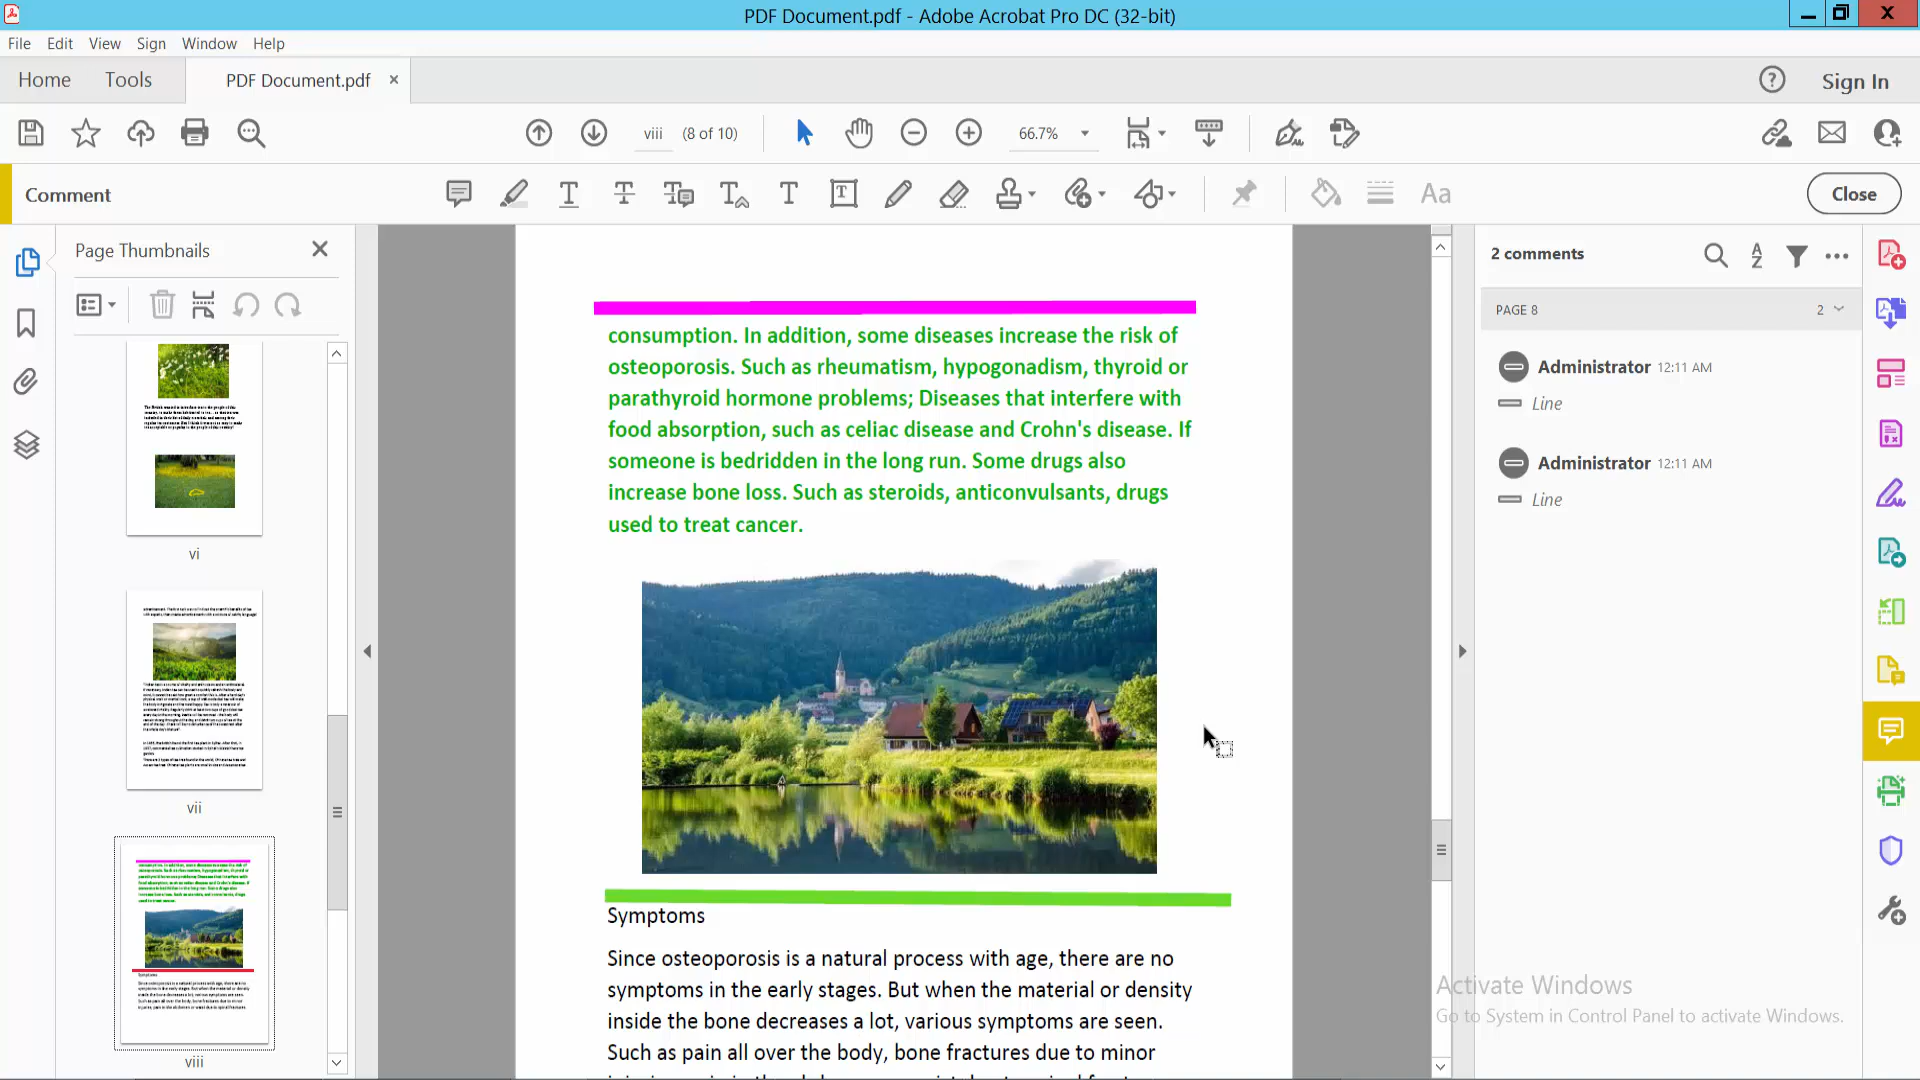 PDF Document.pdf - Adobe Acrobat Pro DC (32-bit)
File Edit View Sign Window Help
Home Tools PDF Document.pdf × Sign In
viii (8 of 10) 66.7%
Comment Close
Page Thumbnails
vi
vii
viii
consumption. In addition, some diseases increase the risk of
osteoporosis. Such as rheumatism, hypogonadism, thyroid or
parathyroid hormone problems; Diseases that interfere with
food absorption, such as celiac disease and Crohn's disease. If
someone is bedridden in the long run. Some drugs also
increase bone loss. Such as steroids, anticonvulsants, drugs
used to treat cancer.
Symptoms
Since osteoporosis is a natural process with age, there are no
symptoms in the early stages. But when the material or density
inside the bone decreases a lot, various symptoms are seen.
Such as pain all over the body, bone fractures due to minor
2 comments
PAGE 8 2
Administrator 12:11 AM
Line
Administrator 12:11 AM
Line
Activate Windows
Go to System in Control Panel to activate Windows.